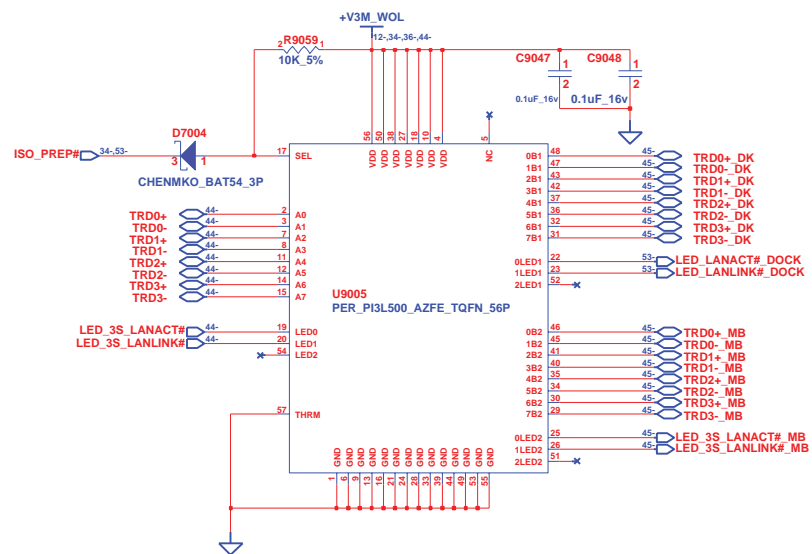 +V3M_WOL
12-,34-,36-,44-
R9059
2 1
10K_5%
C9047
1
2
0.1uF_16v
C9048
1
2
0.1uF_16v
D7004
ISO_PREP# 34-,53- 3 1 17 SEL
CHENMKO_BAT54_3P
56 50 38 27 18 10 4 5
VDD VDD VDD VDD VDD VDD VDD NC
TRD0+ 44- 2 A0
TRD0- 44- 3 A1
TRD1+ 44- 7 A2
TRD1- 44- 8 A3
TRD2+ 44- 11 A4
TRD2- 44- 12 A5
TRD3+ 44- 14 A6
TRD3- 44- 15 A7
LED_3S_LANACT# 44- 19 LED0
LED_3S_LANLINK# 44- 20 LED1
54 LED2
57 THRM
U9005
PER_PI3L500_AZFE_TQFN_56P
0B1 48 45- TRD0+_DK
1B1 47 45- TRD0-_DK
2B1 43 45- TRD1+_DK
3B1 42 45- TRD1-_DK
4B1 37 45- TRD2+_DK
5B1 36 45- TRD2-_DK
6B1 32 45- TRD3+_DK
7B1 31 45- TRD3-_DK
0LED1 22 53- LED_LANACT#_DOCK
1LED1 23 53- LED_LANLINK#_DOCK
2LED1 52
0B2 46 45- TRD0+_MB
1B2 45 45- TRD0-_MB
2B2 41 45- TRD1+_MB
3B2 40 45- TRD1-_MB
4B2 35 45- TRD2+_MB
5B2 34 45- TRD2-_MB
6B2 30 45- TRD3+_MB
7B2 29 45- TRD3-_MB
0LED2 25 45- LED_3S_LANACT#_MB
1LED2 26 45- LED_3S_LANLINK#_MB
2LED2 51
GND GND GND GND GND GND GND GND GND GND GND GND GND GND
1 6 9 13 16 21 24 28 33 39 44 49 53 55